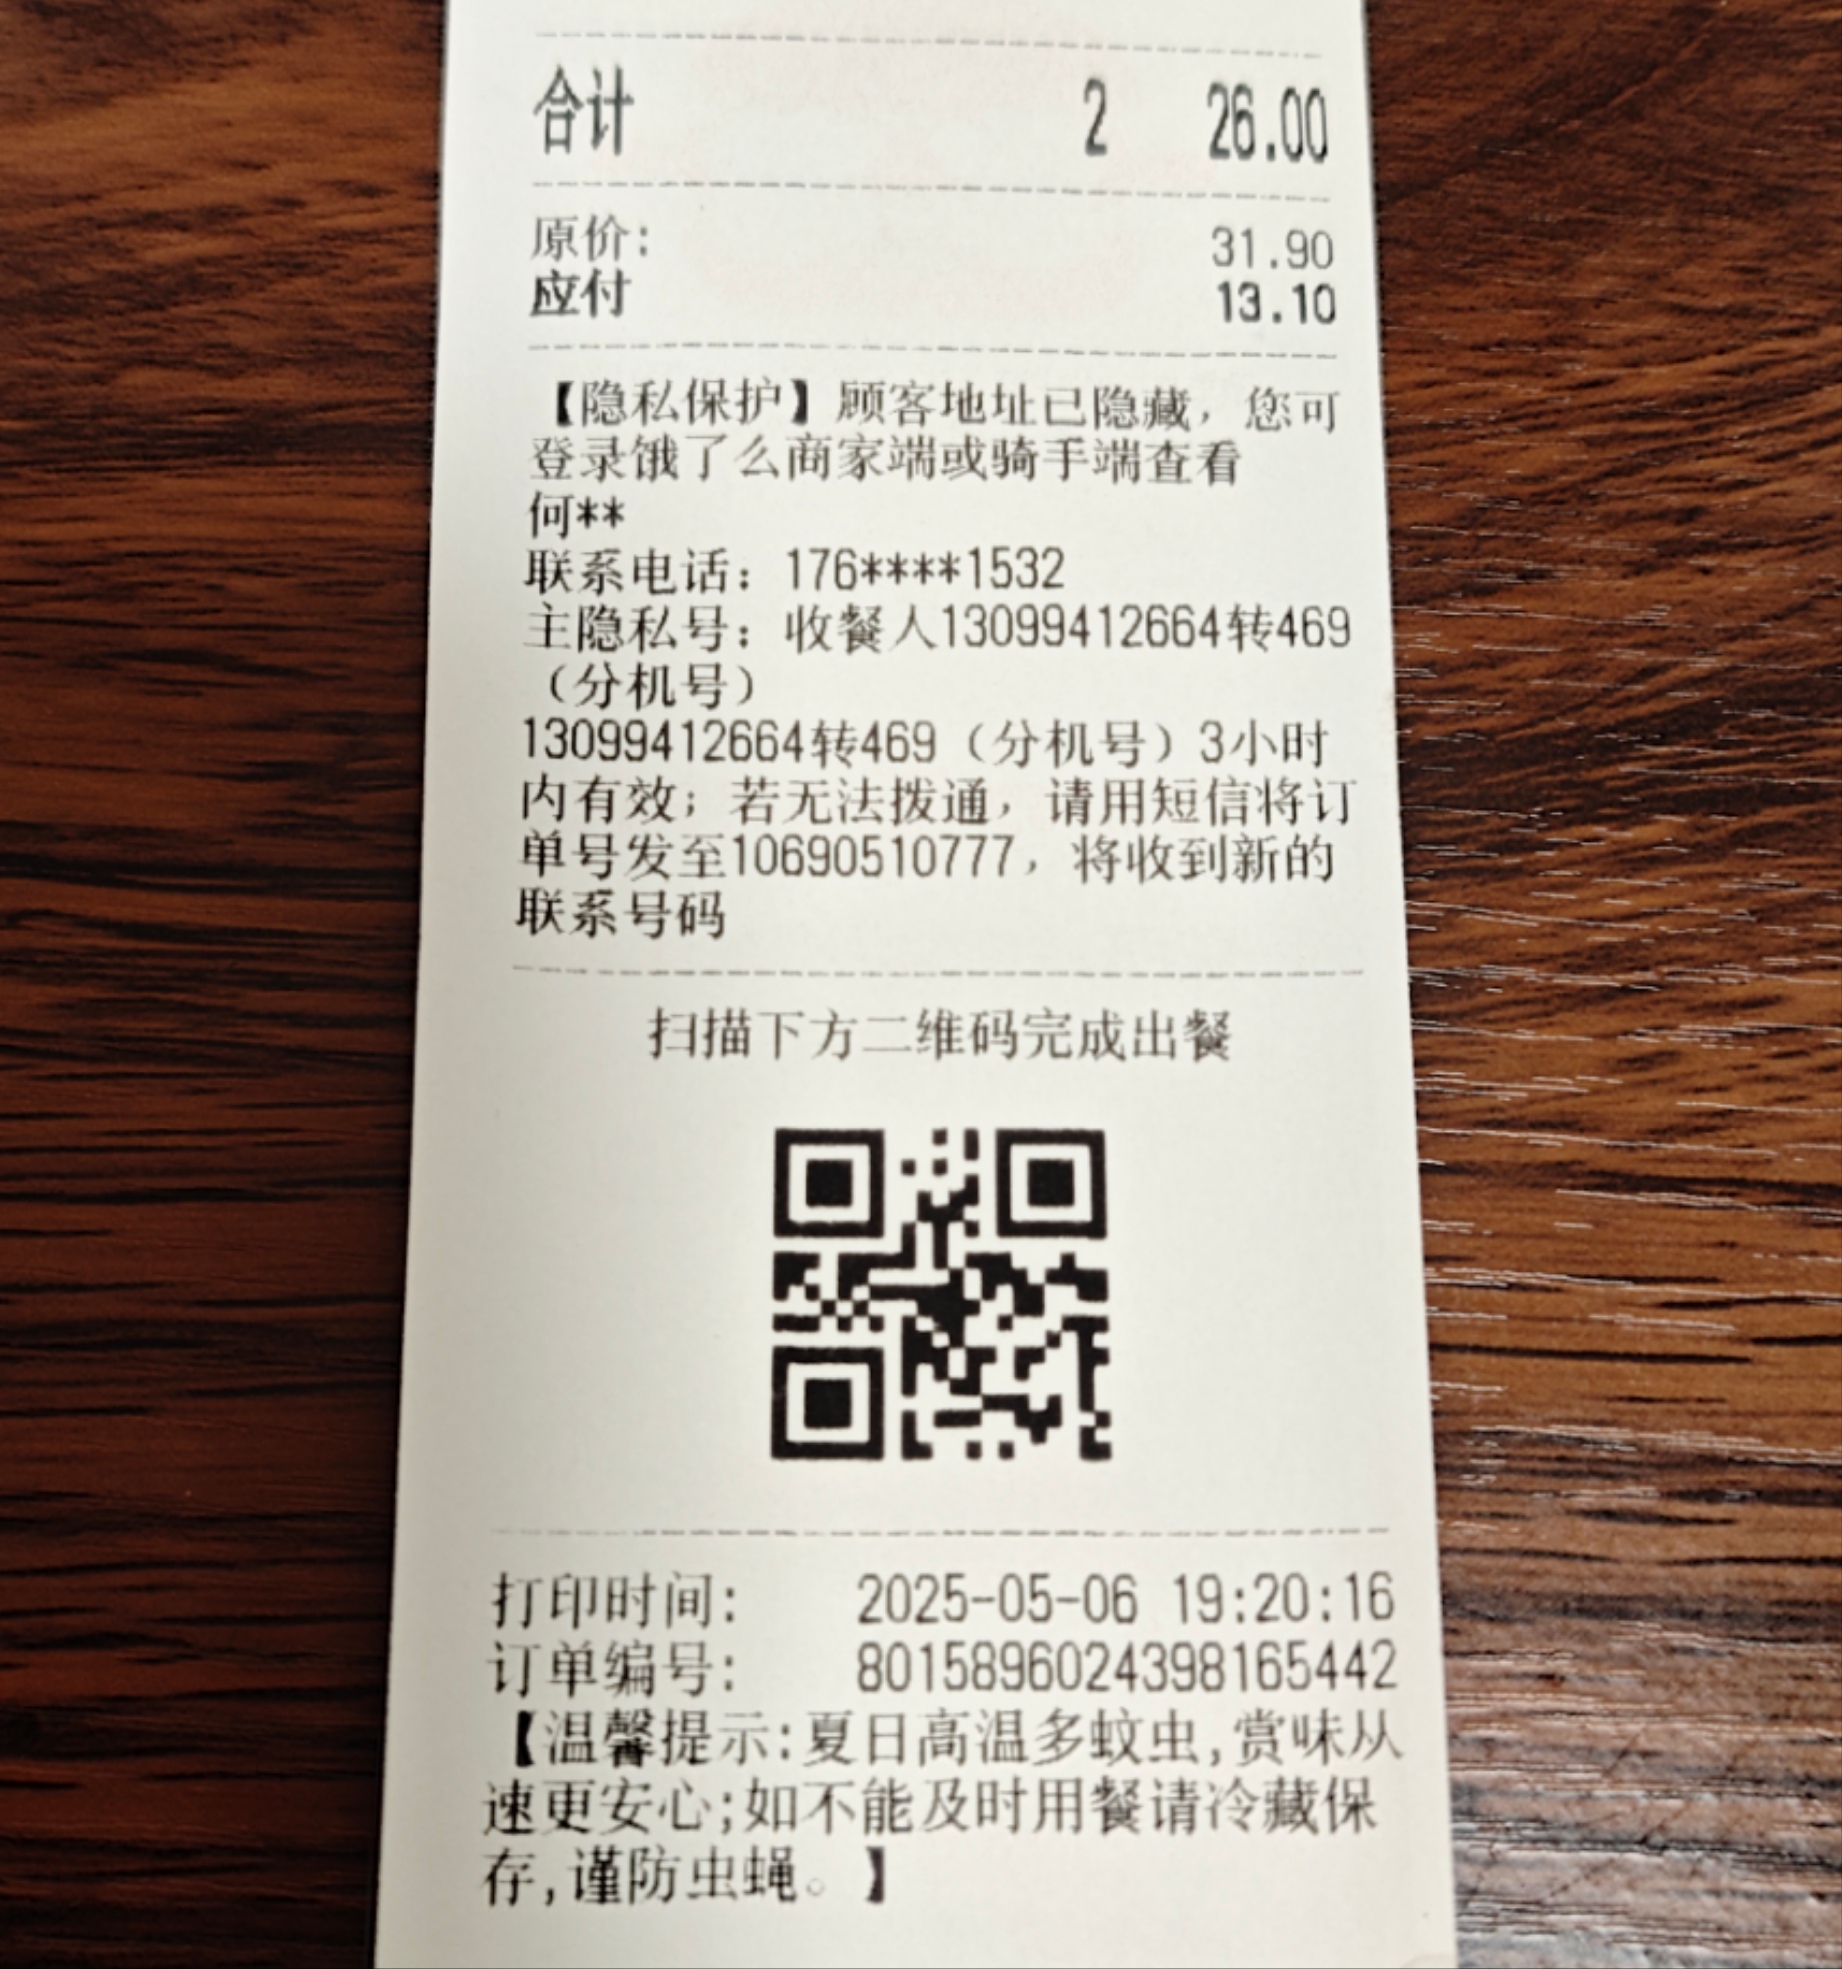 合计 2 26.00
原价: 31.90
应付 13.10
【隐私保护】顾客地址已隐藏，您可
登录饿了么商家端或骑手端查看
何**
联系电话：176****1532
主隐私号：收餐人13099412664转469
（分机号）
13099412664转469（分机号）3小时
内有效；若无法拨通，请用短信将订
单号发至10690510777，将收到新的
联系号码
扫描下方二维码完成出餐
打印时间: 2025-05-06 19:20:16
订单编号: 8015896024398165442
【温馨提示:夏日高温多蚊虫,赏味从
速更安心;如不能及时用餐请冷藏保
存,谨防虫蝇。】